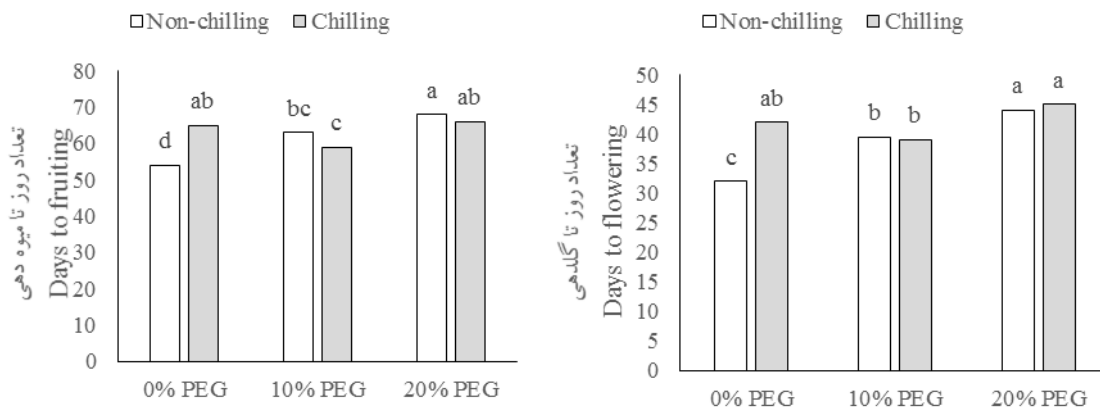 Non-chilling Chilling
80
70
60
50
40
30
20
10
0
تعداد روز تا میوه دهی
Days to fruiting
d ab bc c a ab
0% PEG 10% PEG 20% PEG
Non-chilling Chilling
50
45
40
35
30
25
20
15
10
5
0
تعداد روز تا گلدهی
Days to flowering
c ab b b a a
0% PEG 10% PEG 20% PEG